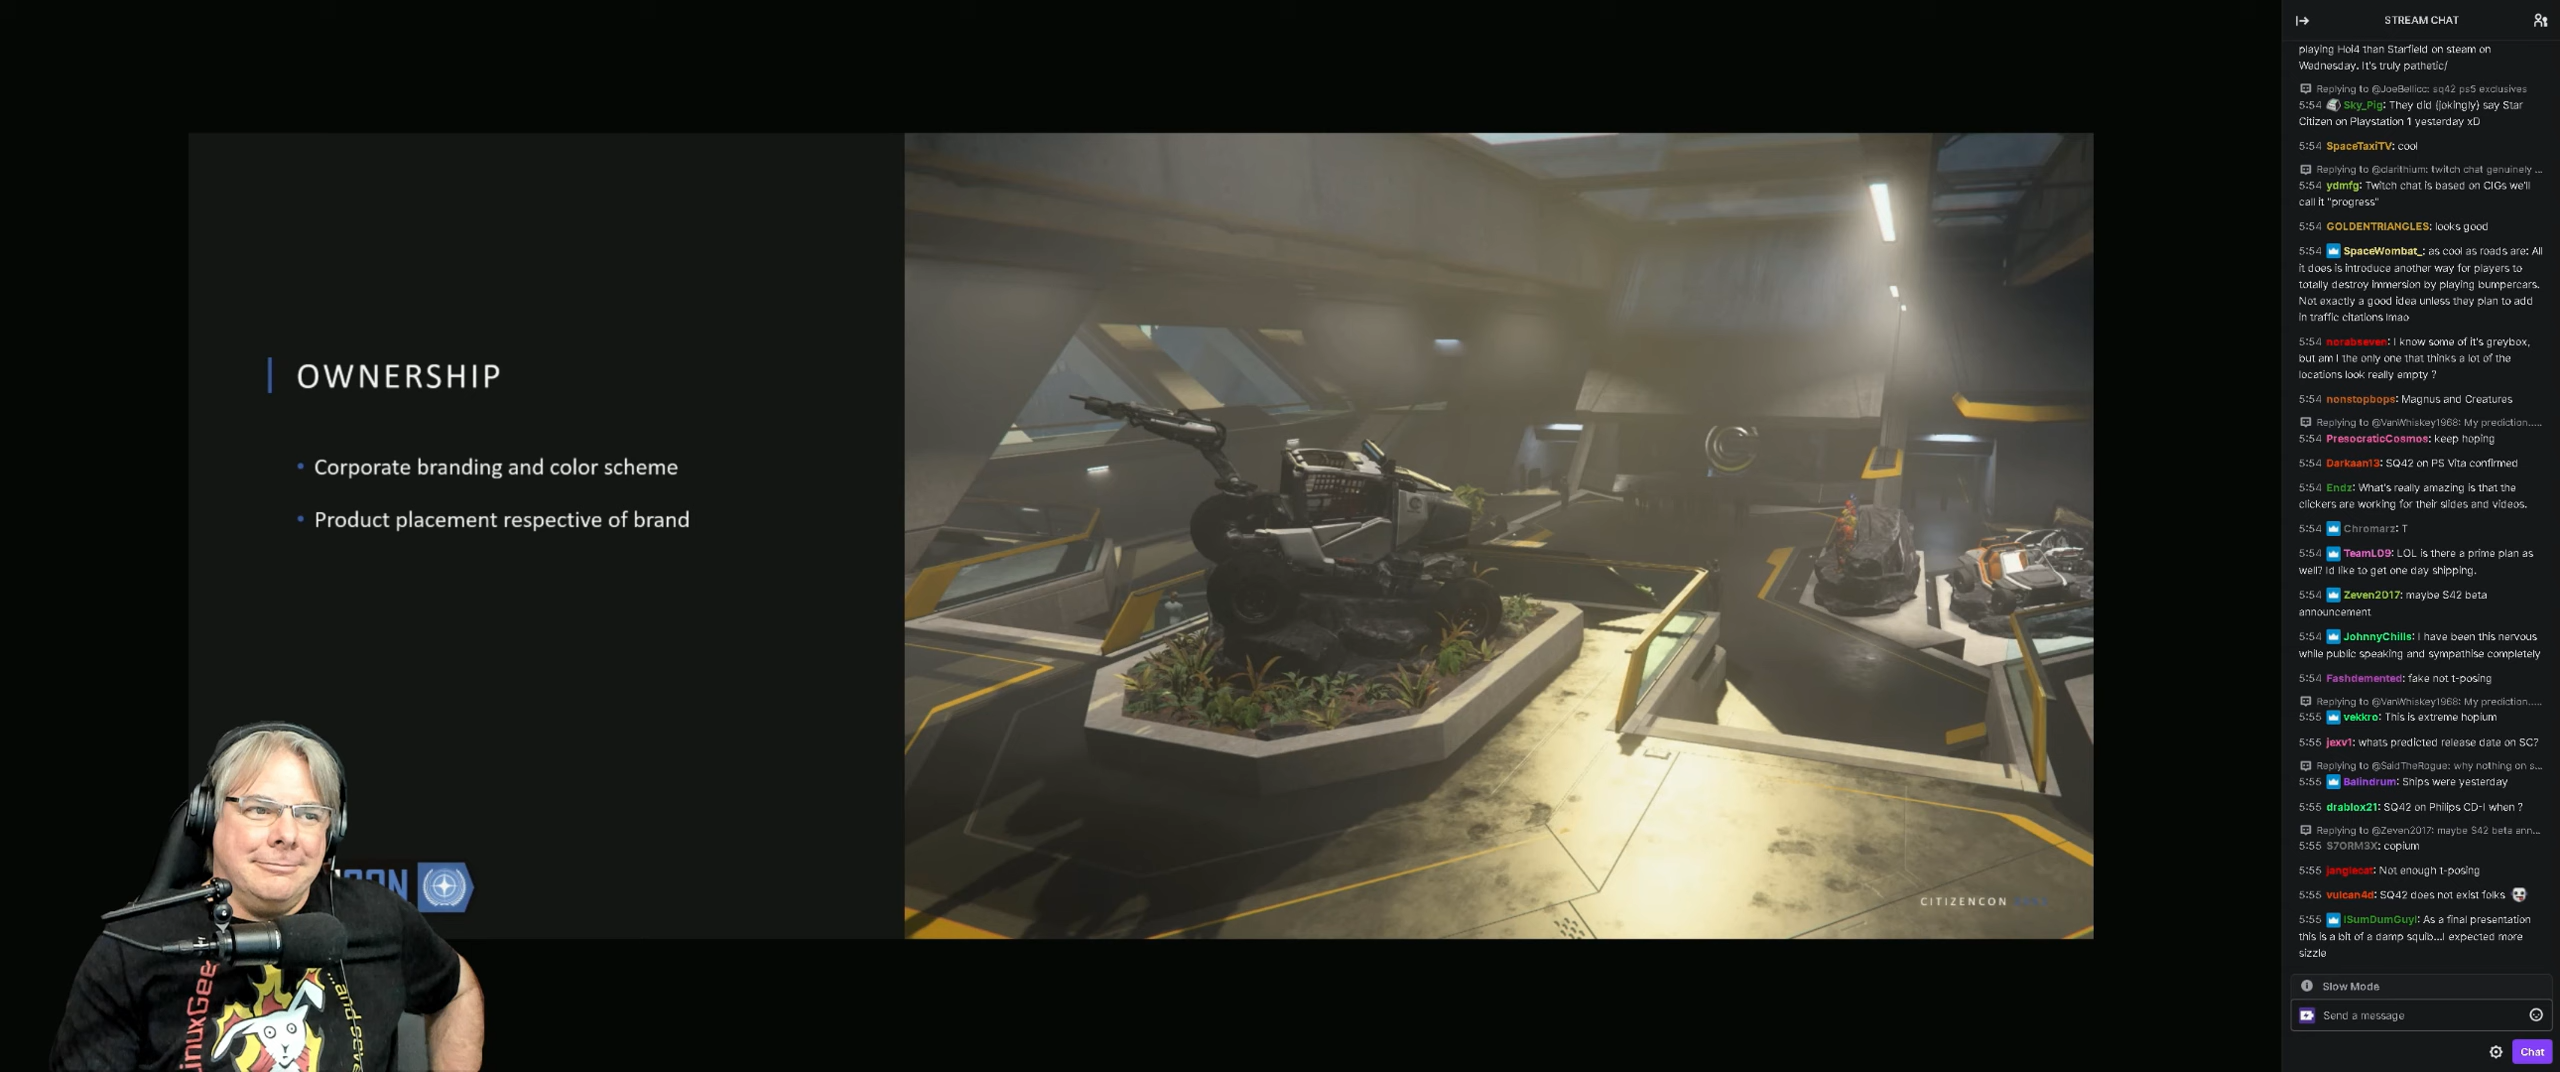 OWNERSHIP
• Corporate branding and color scheme
• Product placement respective of brand
CITIZENCON
CON
inuxGee
STREAM CHAT
playing Hoi4 than Starfield on steam on
Wednesday. It's truly pathetic/
Replying to @JoeBellicc: sq42 ps5 exclusives
5:54 Sky_Pig: They did (jokingly) say Star
Citizen on Playstation 1 yesterday xD
5:54 SpaceTaxiTV: cool
Replying to @clarithium: twitch chat genuinely ...
5:54 ydmfg: Twitch chat is based on CIGs we'll
call it "progress"
5:54 GOLDENTRIANGLES: looks good
5:54 SpaceWombat_: as cool as roads are: All
it does is introduce another way for players to
totally destroy immersion by playing bumpercars.
Not exactly a good idea unless they plan to add
in traffic citations lmao
5:54 norabseven: I know some of it's greybox,
but am I the only one that thinks a lot of the
locations look really empty ?
5:54 nonstopbops: Magnus and Creatures
Replying to @VanWhiskey1968: My prediction.....
5:54 PresocraticCosmos: keep hoping
5:54 Darkaan13: SQ42 on PS Vita confirmed
5:54 Endz: What's really amazing is that the
clickers are working for their slides and videos.
5:54 Chromarz: T
5:54 TeamLD9: LOL is there a prime plan as
well? Id like to get one day shipping.
5:54 Zeven2017: maybe S42 beta
announcement
5:54 JohnnyChills: I have been this nervous
while public speaking and sympathise completely
5:54 Fashdemented: fake not t-posing
Replying to @VanWhiskey1968: My prediction.....
5:55 vekkro: This is extreme hopium
5:55 jexv1: whats predicted release date on SC?
Replying to @SaidTheRogue: why nothing on s...
5:55 Balindrum: Ships were yesterday
5:55 drablox21: SQ42 on Philips CD-I when ?
Replying to @Zeven2017: maybe S42 beta ann...
5:55 S7ORM3X: copium
5:55 janglecat: Not enough t-posing
5:55 vulcan4d: SQ42 does not exist folks
5:55 iSumDumGuyI: As a final presentation
this is a bit of a damp squib...I expected more
sizzle
Slow Mode
Send a message
Chat